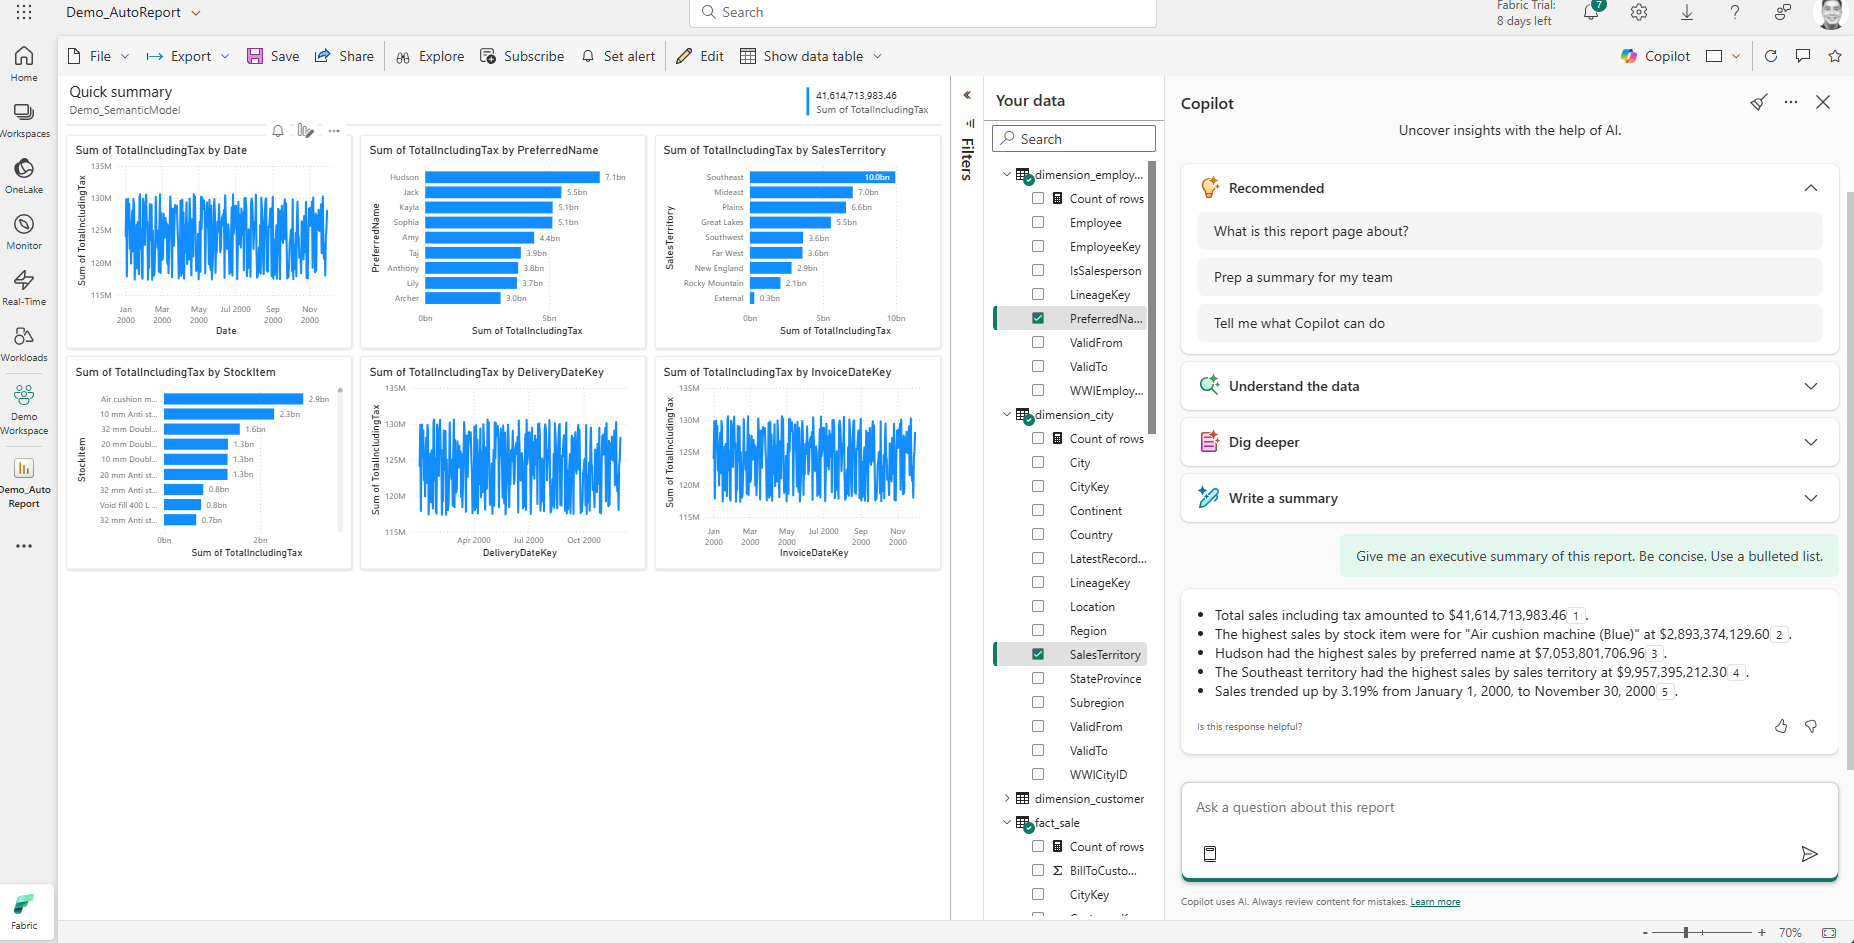 Demo_AutoReport
Search
Fabric Trial:
8 days left
7
Home
Workspaces
OneLake
Monitor
Real-Time
Workloads
Demo
Workspace
Demo_Auto
Report
Fabric
File
Export
Save
Share
Explore
Subscribe
Set alert
Edit
Show data table
Copilot
Quick summary
Demo_SemanticModel
41,614,713,983.46
Sum of TotalIncludingTax
Sum of TotalIncludingTax by Date
Sum of TotalIncludingTax
135M
130M
125M
120M
115M
Jan 2000
Mar 2000
May 2000
Jul 2000
Sep 2000
Nov 2000
Date
Sum of TotalIncludingTax by PreferredName
PreferredName
Hudson 7.1bn
Jack 5.5bn
Kayla 5.1bn
Sophia 5.1bn
Amy 4.4bn
Taj 3.9bn
Anthony 3.8bn
Lily 3.7bn
Archer 3.0bn
0bn 5bn
Sum of TotalIncludingTax
Sum of TotalIncludingTax by SalesTerritory
SalesTerritory
Southeast 10.0bn
Mideast 7.0bn
Plains 6.6bn
Great Lakes 5.5bn
Southwest 3.6bn
Far West 3.6bn
New England 2.9bn
Rocky Mountain 2.1bn
External 0.3bn
0bn 5bn 10bn
Sum of TotalIncludingTax
Sum of TotalIncludingTax by StockItem
StockItem
Air cushion m... 2.9bn
10 mm Anti st... 2.3bn
32 mm Doubl... 1.6bn
20 mm Doubl... 1.3bn
10 mm Doubl... 1.3bn
20 mm Anti st... 1.3bn
32 mm Anti st... 0.8bn
Void fill 400 L ... 0.8bn
32 mm Anti st... 0.7bn
0bn 2bn
Sum of TotalIncludingTax
Sum of TotalIncludingTax by DeliveryDateKey
Sum of TotalIncludingTax
135M
130M
125M
120M
115M
Apr 2000 Jul 2000 Oct 2000
DeliveryDateKey
Sum of TotalIncludingTax by InvoiceDateKey
Sum of TotalIncludingTax
135M
130M
125M
120M
115M
Jan 2000
Mar 2000
May 2000
Jul 2000
Sep 2000
Nov 2000
InvoiceDateKey
Filters
Your data
Search
dimension_employ...
Count of rows
Employee
EmployeeKey
IsSalesperson
LineageKey
PreferredNa...
ValidFrom
ValidTo
WWIEmploy...
dimension_city
Count of rows
City
CityKey
Continent
Country
LatestRecord...
LineageKey
Location
Region
SalesTerritory
StateProvince
Subregion
ValidFrom
ValidTo
WWICityID
dimension_customer
fact_sale
Count of rows
BillToCusto...
CityKey
Copilot
Uncover insights with the help of AI.
Recommended
What is this report page about?
Prep a summary for my team
Tell me what Copilot can do
Understand the data
Dig deeper
Write a summary
Give me an executive summary of this report. Be concise. Use a bulleted list.
• Total sales including tax amounted to $41,614,713,983.46 1 .
• The highest sales by stock item were for "Air cushion machine (Blue)" at $2,893,374,129.60 2 .
• Hudson had the highest sales by preferred name at $7,053,801,706.96 3 .
• The Southeast territory had the highest sales by sales territory at $9,957,395,212.30 4 .
• Sales trended up by 3.19% from January 1, 2000, to November 30, 2000 5 .
Is this response helpful?
Ask a question about this report
Copilot uses AI. Always review content for mistakes. Learn more
- + 70%